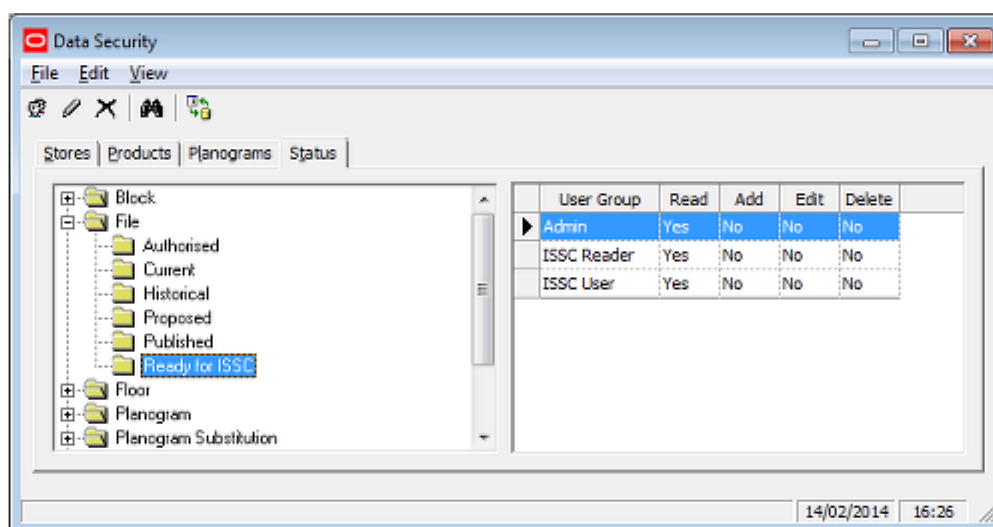 Data Security
File Edit View
Stores Products Planograms Status
Block
File
Authorised
Current
Historical
Proposed
Published
Ready for ISSC
Floor
Planogram
Planogram Substitution
User Group Read Add Edit Delete
Admin Yes No No No
ISSC Reader Yes No No No
ISSC User Yes No No No
14/02/2014 16:26